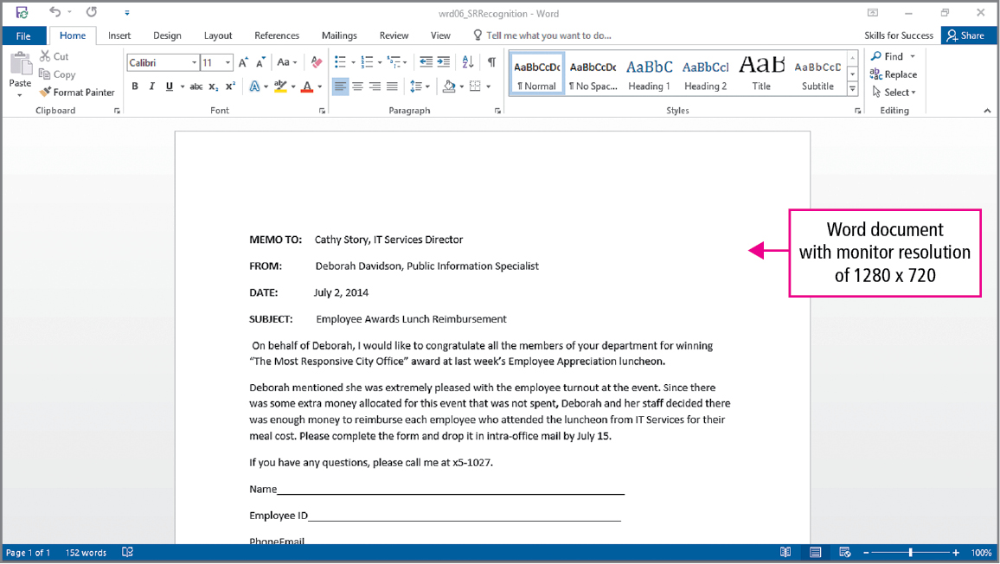 wrd06_SRRecognition - Word
File Home Insert Design Layout References Mailings Review View Tell me what you want to do... Skills for Success Share
Paste
Cut
Copy
Format Painter
Clipboard
Calibri 11 Aa
B I U abc x₂ x²
Font
Paragraph
AaBbCcDc AaBbCcDc AaBbC AaBbCcl AaB AaBbCcD
¶ Normal ¶ No Spac... Heading 1 Heading 2 Title Subtitle
Styles
Find
Replace
Select
Editing
MEMO TO: Cathy Story, IT Services Director
FROM: Deborah Davidson, Public Information Specialist
DATE: July 2, 2014
SUBJECT: Employee Awards Lunch Reimbursement
On behalf of Deborah, I would like to congratulate all the members of your department for winning
“The Most Responsive City Office” award at last week’s Employee Appreciation luncheon.
Deborah mentioned she was extremely pleased with the employee turnout at the event. Since there
was some extra money allocated for this event that was not spent, Deborah and her staff decided there
was enough money to reimburse each employee who attended the luncheon from IT Services for their
meal cost. Please complete the form and drop it in intra-office mail by July 15.
If you have any questions, please call me at x5-1027.
Name
Employee ID
PhoneEmail
Word document
with monitor resolution
of 1280 x 720
Page 1 of 1 152 words 100%